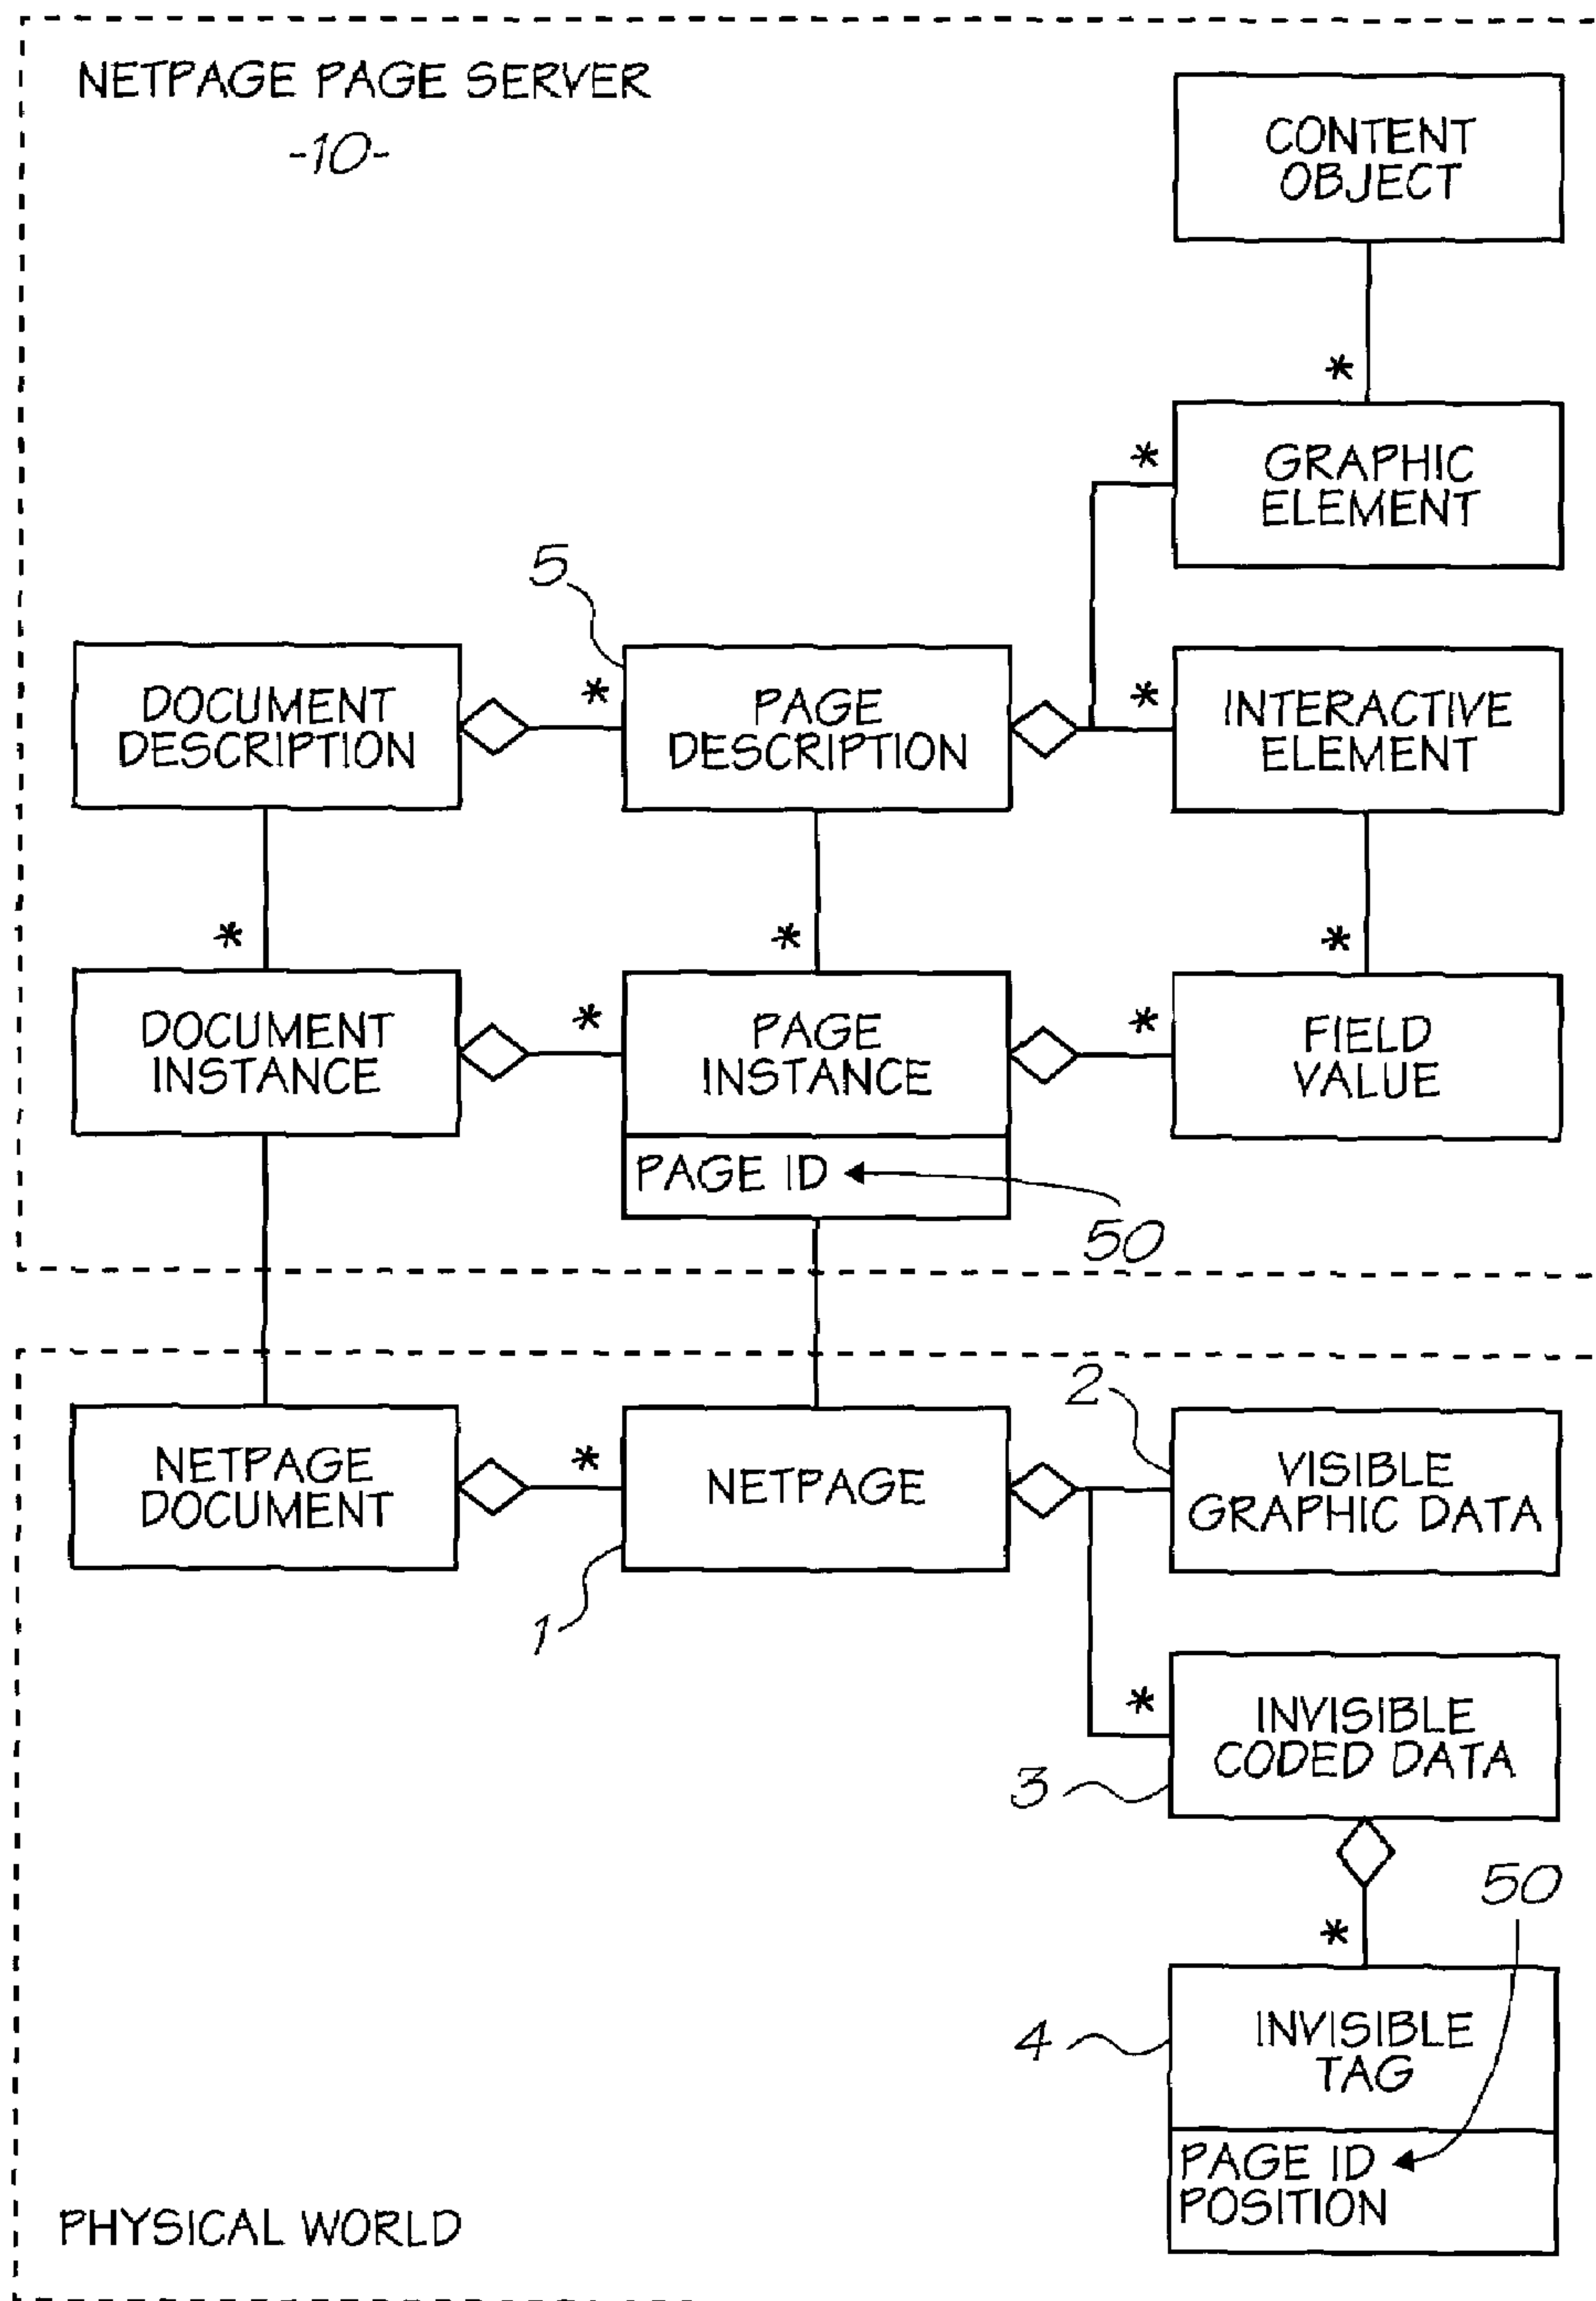 NETPAGE PAGE SERVER
-10-
CONTENT
OBJECT
*
*
GRAPHIC
ELEMENT
5
DOCUMENT
DESCRIPTION
*
PAGE
DESCRIPTION
*
INTERACTIVE
ELEMENT
*
*
*
DOCUMENT
INSTANCE
*
PAGE
INSTANCE
*
FIELD
VALUE
PAGE ID
50
2
NETPAGE
DOCUMENT
*
NETPAGE
VISIBLE
GRAPHIC DATA
1
*
INVISIBLE
CODED DATA
3
50
*
4
INVISIBLE
TAG
PAGE ID
POSITION
PHYSICAL WORLD